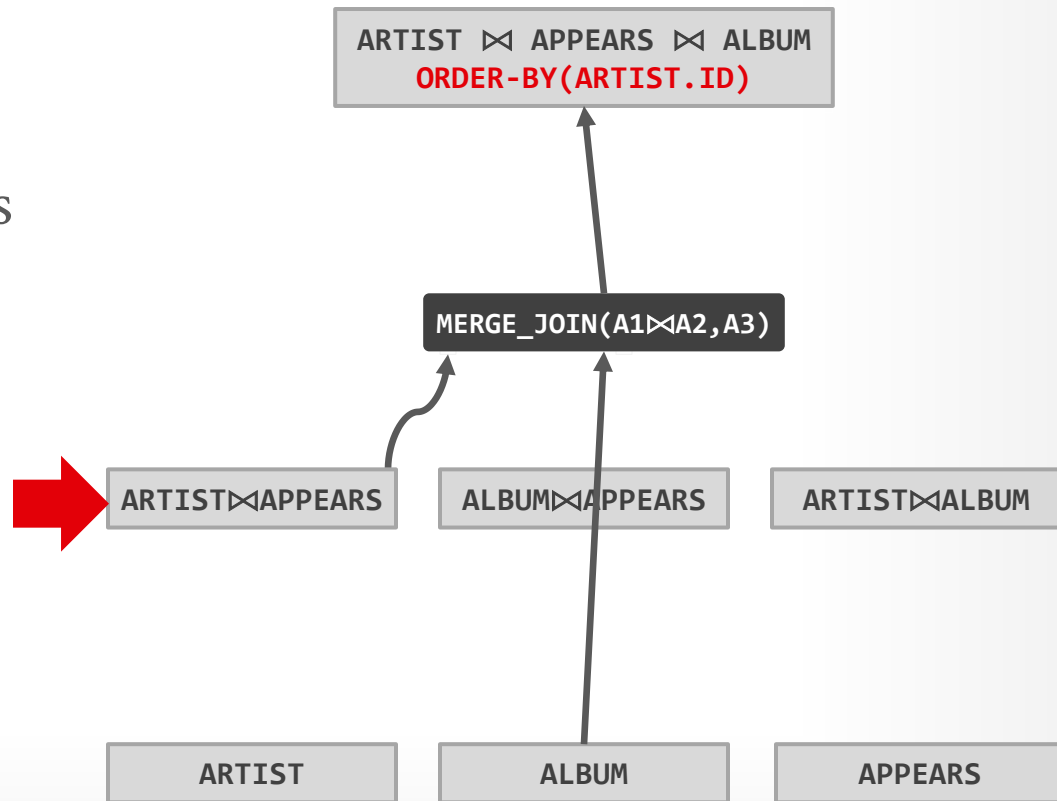 ARTIST ⋈ APPEARS ⋈ ALBUM
ORDER-BY(ARTIST.ID)
s
MERGE_JOIN(A1⋈A2,A3)
ARTIST⋈APPEARS
ALBUM⋈APPEARS
ARTIST⋈ALBUM
ARTIST
ALBUM
APPEARS